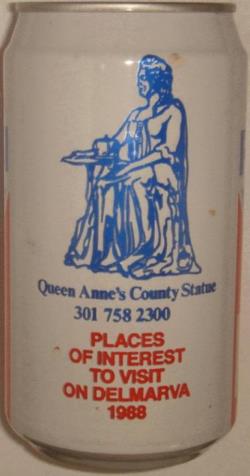 Queen Anne's County Statue
301 758 2300
PLACES
OF INTEREST
TO VISIT
ON DELMARVA
1988